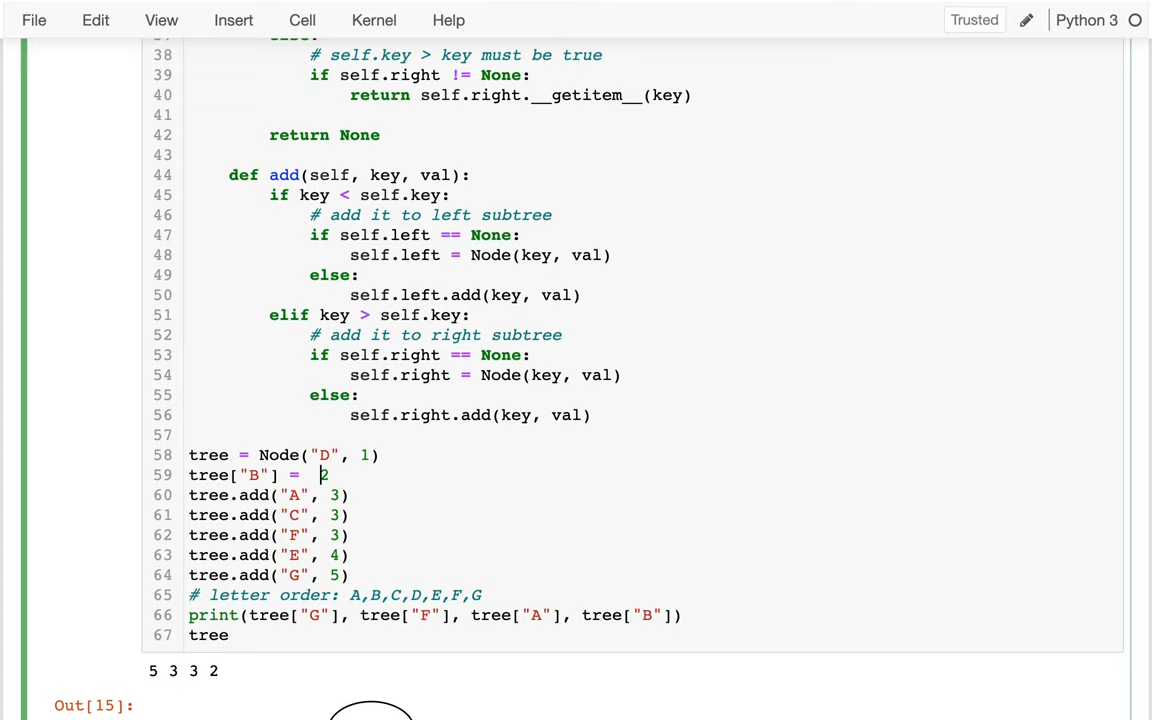 File Edit View Insert Cell Kernel Help Trusted Python 3
37 else:
38 # self.key > key must be true
39 if self.right != None:
40 return self.right.__getitem__(key)
41
42 return None
43
44 def add(self, key, val):
45 if key < self.key:
46 # add it to left subtree
47 if self.left == None:
48 self.left = Node(key, val)
49 else:
50 self.left.add(key, val)
51 elif key > self.key:
52 # add it to right subtree
53 if self.right == None:
54 self.right = Node(key, val)
55 else:
56 self.right.add(key, val)
57
58 tree = Node("D", 1)
59 tree["B"] =  2
60 tree.add("A", 3)
61 tree.add("C", 3)
62 tree.add("F", 3)
63 tree.add("E", 4)
64 tree.add("G", 5)
65 # letter order: A,B,C,D,E,F,G
66 print(tree["G"], tree["F"], tree["A"], tree["B"])
67 tree
5 3 3 2
Out[15]: